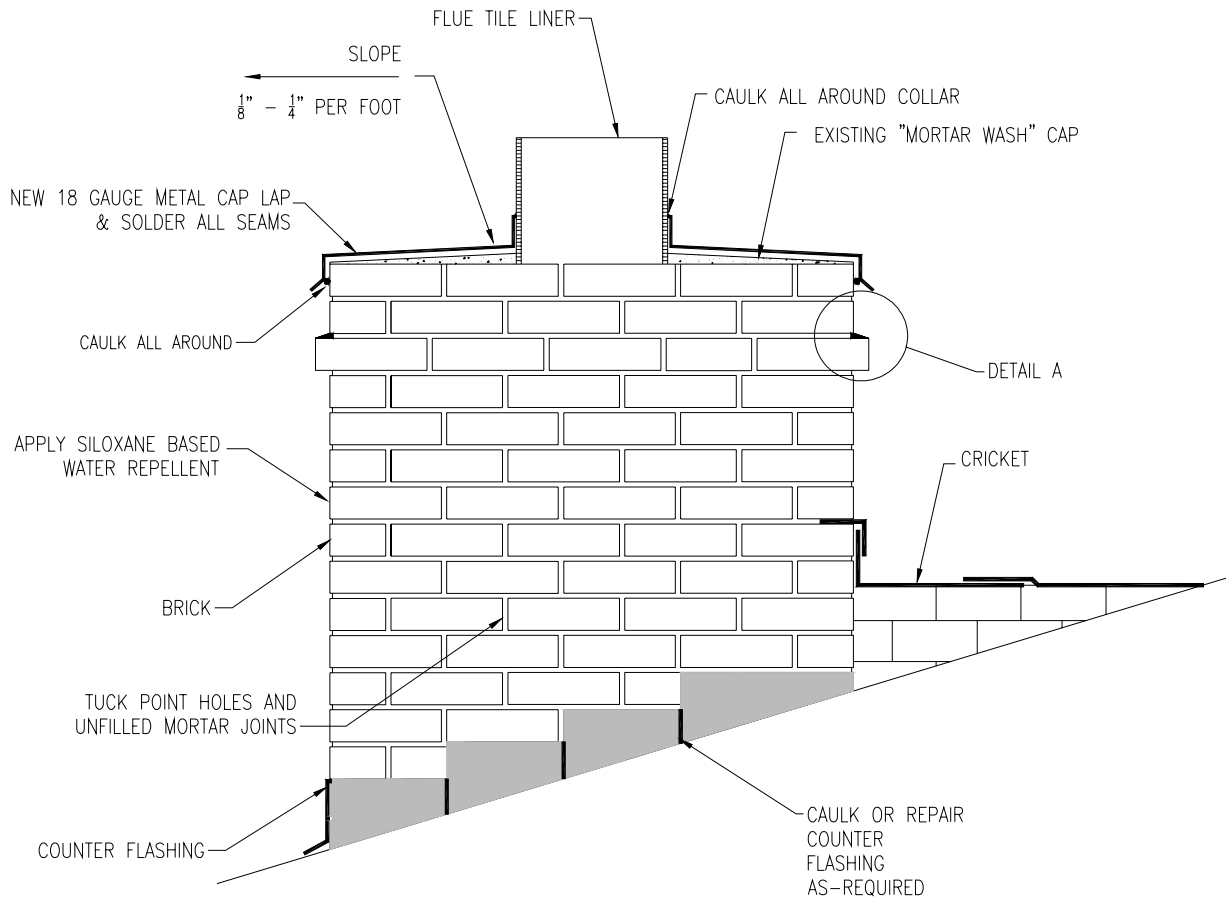 FLUE TILE LINER
SLOPE
1/8" - 1/4" PER FOOT
CAULK ALL AROUND COLLAR
EXISTING "MORTAR WASH" CAP
NEW 18 GAUGE METAL CAP LAP
& SOLDER ALL SEAMS
CAULK ALL AROUND
DETAIL A
APPLY SILOXANE BASED
WATER REPELLENT
CRICKET
BRICK
TUCK POINT HOLES AND
UNFILLED MORTAR JOINTS
COUNTER FLASHING
CAULK OR REPAIR
COUNTER
FLASHING
AS-REQUIRED